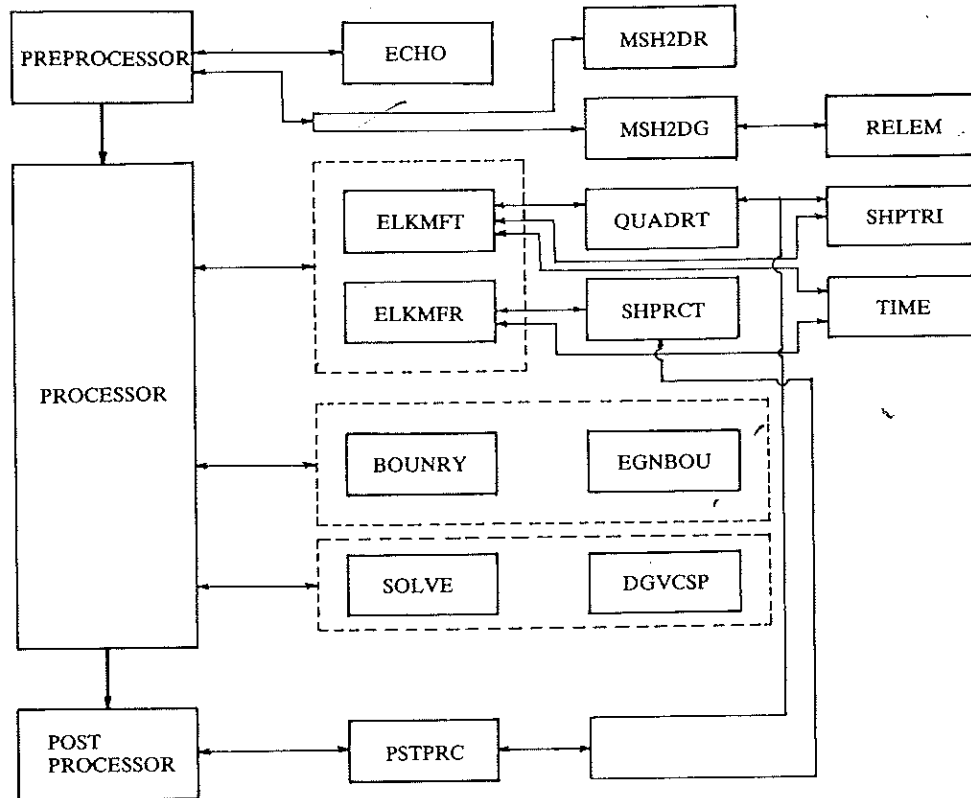 PREPROCESSOR
ECHO
MSH2DR
MSH2DG
RELEM
ELKMFT
QUADRT
SHPTRI
ELKMFR
SHPRCT
TIME
PROCESSOR
BOUNRY
EGNBOU
SOLVE
DGVCSP
POST
PROCESSOR
PSTPRC